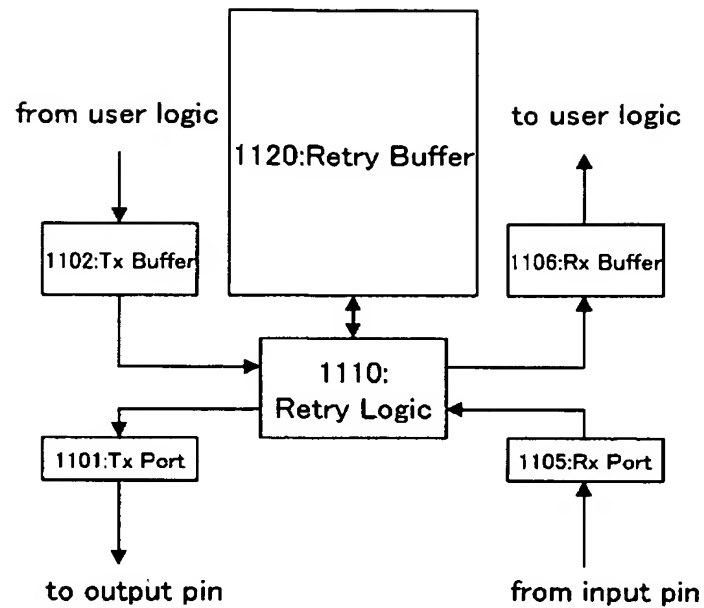 from user logic
to user logic
1120:Retry Buffer
1102:Tx Buffer
1106:Rx Buffer
1110:
Retry Logic
1101:Tx Port
1105:Rx Port
to output pin
from input pin